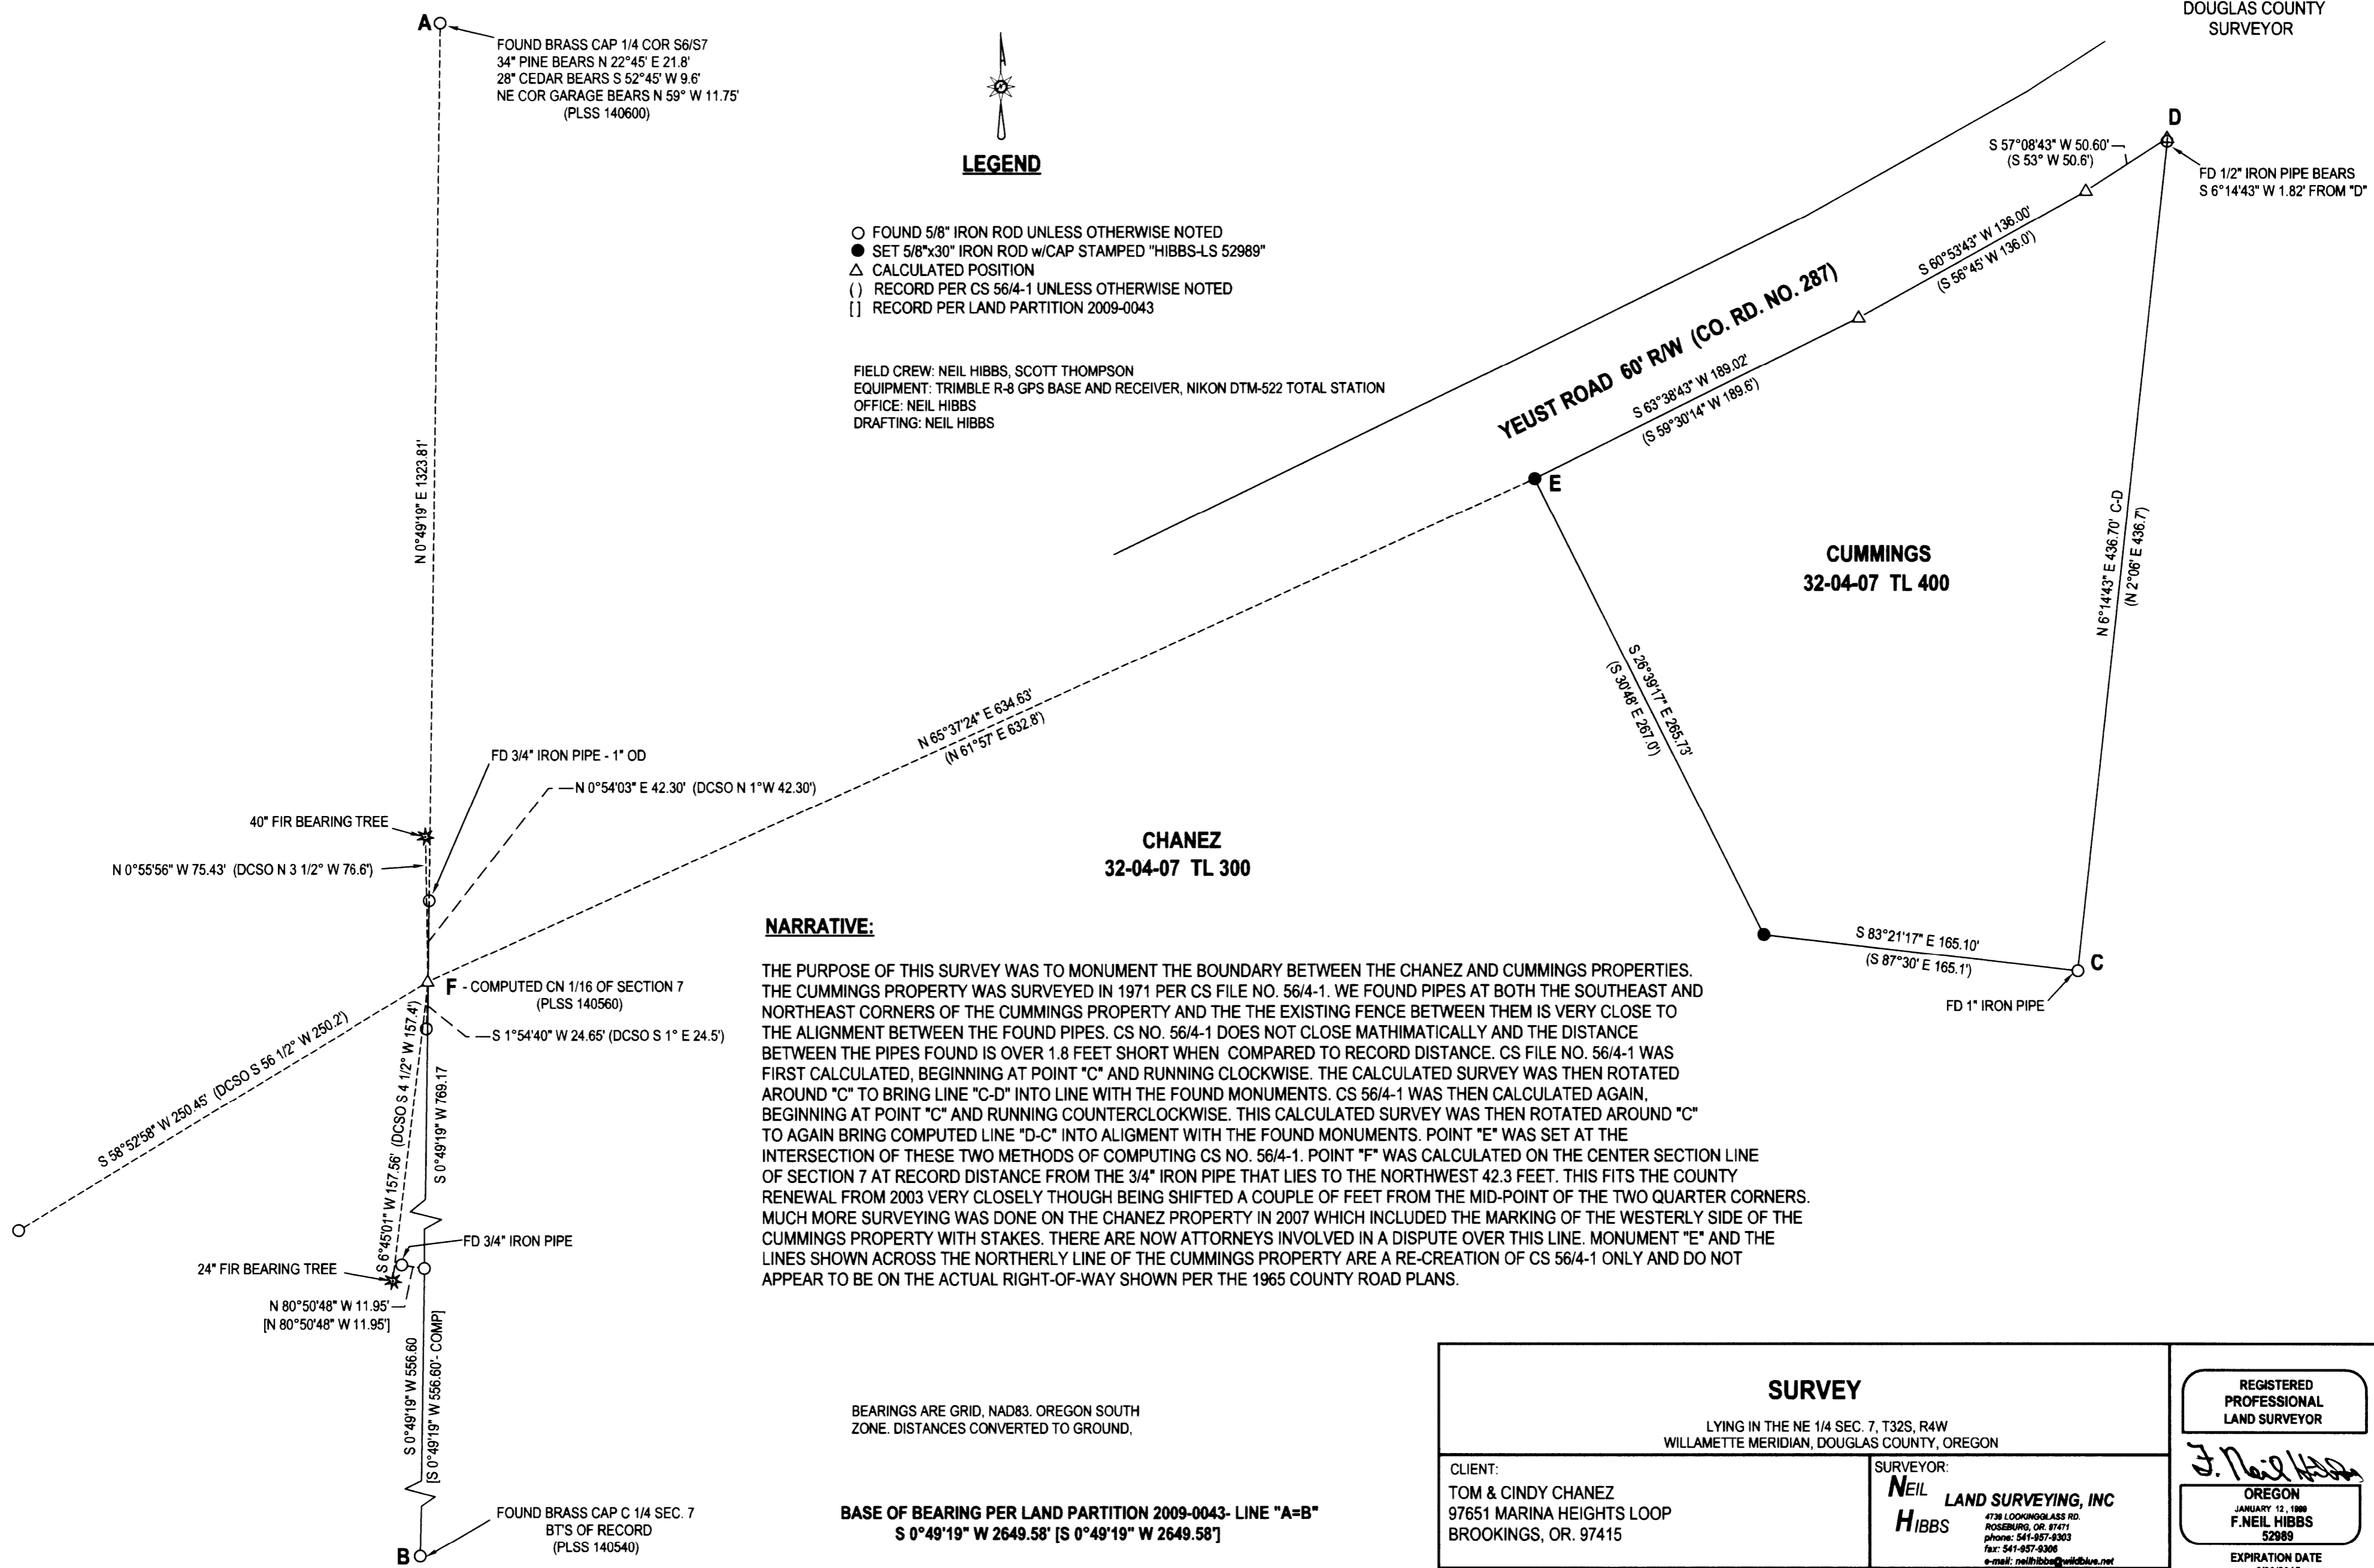 DOUGLAS COUNTY
SURVEYOR
A
FOUND BRASS CAP 1/4 COR S6/S7
34" PINE BEARS N 22°45' E 21.8'
28" CEDAR BEARS S 52°45' W 9.6'
NE COR GARAGE BEARS N 59° W 11.75'
(PLSS 140600)
LEGEND
FOUND 5/8" IRON ROD UNLESS OTHERWISE NOTED
SET 5/8"x30" IRON ROD w/CAP STAMPED "HIBBS-LS 52989"
CALCULATED POSITION
( ) RECORD PER CS 56/4-1 UNLESS OTHERWISE NOTED
[ ] RECORD PER LAND PARTITION 2009-0043
FIELD CREW: NEIL HIBBS, SCOTT THOMPSON
EQUIPMENT: TRIMBLE R-8 GPS BASE AND RECEIVER, NIKON DTM-522 TOTAL STATION
OFFICE: NEIL HIBBS
DRAFTING: NEIL HIBBS
D
S 57°08'43" W 50.60'
(S 53° W 50.6')
FD 1/2" IRON PIPE BEARS
S 6°14'43" W 1.82' FROM "D"
S 60°53'43" W 136.00'
(S 56°45' W 136.0')
YEUST ROAD 60' R/W (CO. RD. NO. 287)
S 63°38'43" W 189.02'
(S 59°30'14" W 189.6')
E
CUMMINGS
32-04-07 TL 400
N 6°14'43" E 436.70' C-D
(N 2°06' E 436.7')
S 26°39'17" E 265.73'
(S 30°48' E 267.0')
S 83°21'17" E 165.10'
(S 87°30' E 165.1')
C
FD 1" IRON PIPE
N 0°49'19" E 1323.81'
N 65°37'24" E 634.63'
(N 61°57' E 632.8')
FD 3/4" IRON PIPE - 1" OD
N 0°54'03" E 42.30' (DCSO N 1°W 42.30')
40" FIR BEARING TREE
N 0°55'56" W 75.43' (DCSO N 3 1/2° W 76.6')
CHANEZ
32-04-07 TL 300
F - COMPUTED CN 1/16 OF SECTION 7
(PLSS 140560)
S 1°54'40" W 24.65' (DCSO S 1° E 24.5')
S 58°52'58" W 250.45' (DCSO S 56 1/2° W 250.2')
S 6°45'01" W 157.56' (DCSO S 4 1/2° W 157.4')
S 0°49'19" W 769.17
FD 3/4" IRON PIPE
24" FIR BEARING TREE
N 80°50'48" W 11.95'
[N 80°50'48" W 11.95']
S 0°49'19" W 556.60
[S 0°49'19" W 556.60'- COMP]
FOUND BRASS CAP C 1/4 SEC. 7
BT'S OF RECORD
(PLSS 140540)
B
NARRATIVE:
THE PURPOSE OF THIS SURVEY WAS TO MONUMENT THE BOUNDARY BETWEEN THE CHANEZ AND CUMMINGS PROPERTIES.
THE CUMMINGS PROPERTY WAS SURVEYED IN 1971 PER CS FILE NO. 56/4-1. WE FOUND PIPES AT BOTH THE SOUTHEAST AND
NORTHEAST CORNERS OF THE CUMMINGS PROPERTY AND THE THE EXISTING FENCE BETWEEN THEM IS VERY CLOSE TO
THE ALIGNMENT BETWEEN THE FOUND PIPES. CS NO. 56/4-1 DOES NOT CLOSE MATHIMATICALLY AND THE DISTANCE
BETWEEN THE PIPES FOUND IS OVER 1.8 FEET SHORT WHEN COMPARED TO RECORD DISTANCE. CS FILE NO. 56/4-1 WAS
FIRST CALCULATED, BEGINNING AT POINT "C" AND RUNNING CLOCKWISE. THE CALCULATED SURVEY WAS THEN ROTATED
AROUND "C" TO BRING LINE "C-D" INTO LINE WITH THE FOUND MONUMENTS. CS 56/4-1 WAS THEN CALCULATED AGAIN,
BEGINNING AT POINT "C" AND RUNNING COUNTERCLOCKWISE. THIS CALCULATED SURVEY WAS THEN ROTATED AROUND "C"
TO AGAIN BRING COMPUTED LINE "D-C" INTO ALIGMENT WITH THE FOUND MONUMENTS. POINT "E" WAS SET AT THE
INTERSECTION OF THESE TWO METHODS OF COMPUTING CS NO. 56/4-1. POINT "F" WAS CALCULATED ON THE CENTER SECTION LINE
OF SECTION 7 AT RECORD DISTANCE FROM THE 3/4" IRON PIPE THAT LIES TO THE NORTHWEST 42.3 FEET. THIS FITS THE COUNTY
RENEWAL FROM 2003 VERY CLOSELY THOUGH BEING SHIFTED A COUPLE OF FEET FROM THE MID-POINT OF THE TWO QUARTER CORNERS.
MUCH MORE SURVEYING WAS DONE ON THE CHANEZ PROPERTY IN 2007 WHICH INCLUDED THE MARKING OF THE WESTERLY SIDE OF THE
CUMMINGS PROPERTY WITH STAKES. THERE ARE NOW ATTORNEYS INVOLVED IN A DISPUTE OVER THIS LINE. MONUMENT "E" AND THE
LINES SHOWN ACROSS THE NORTHERLY LINE OF THE CUMMINGS PROPERTY ARE A RE-CREATION OF CS 56/4-1 ONLY AND DO NOT
APPEAR TO BE ON THE ACTUAL RIGHT-OF-WAY SHOWN PER THE 1965 COUNTY ROAD PLANS.
BEARINGS ARE GRID, NAD83. OREGON SOUTH
ZONE. DISTANCES CONVERTED TO GROUND,
BASE OF BEARING PER LAND PARTITION 2009-0043- LINE "A=B"
S 0°49'19" W 2649.58' [S 0°49'19" W 2649.58']
SURVEY
LYING IN THE NE 1/4 SEC. 7, T32S, R4W
WILLAMETTE MERIDIAN, DOUGLAS COUNTY, OREGON
CLIENT:
TOM & CINDY CHANEZ
97651 MARINA HEIGHTS LOOP
BROOKINGS, OR. 97415
SURVEYOR:
NEIL
HIBBS
LAND SURVEYING, INC
4738 LOOKINGGLASS RD.
ROSEBURG, OR. 97471
phone: 541-957-9303
fax: 541-957-9306
e-mail: neilhibbs@wildblue.net
REGISTERED
PROFESSIONAL
LAND SURVEYOR
F. Neil Hibbs
OREGON
JANUARY 12, 1999
F.NEIL HIBBS
52989
EXPIRATION DATE